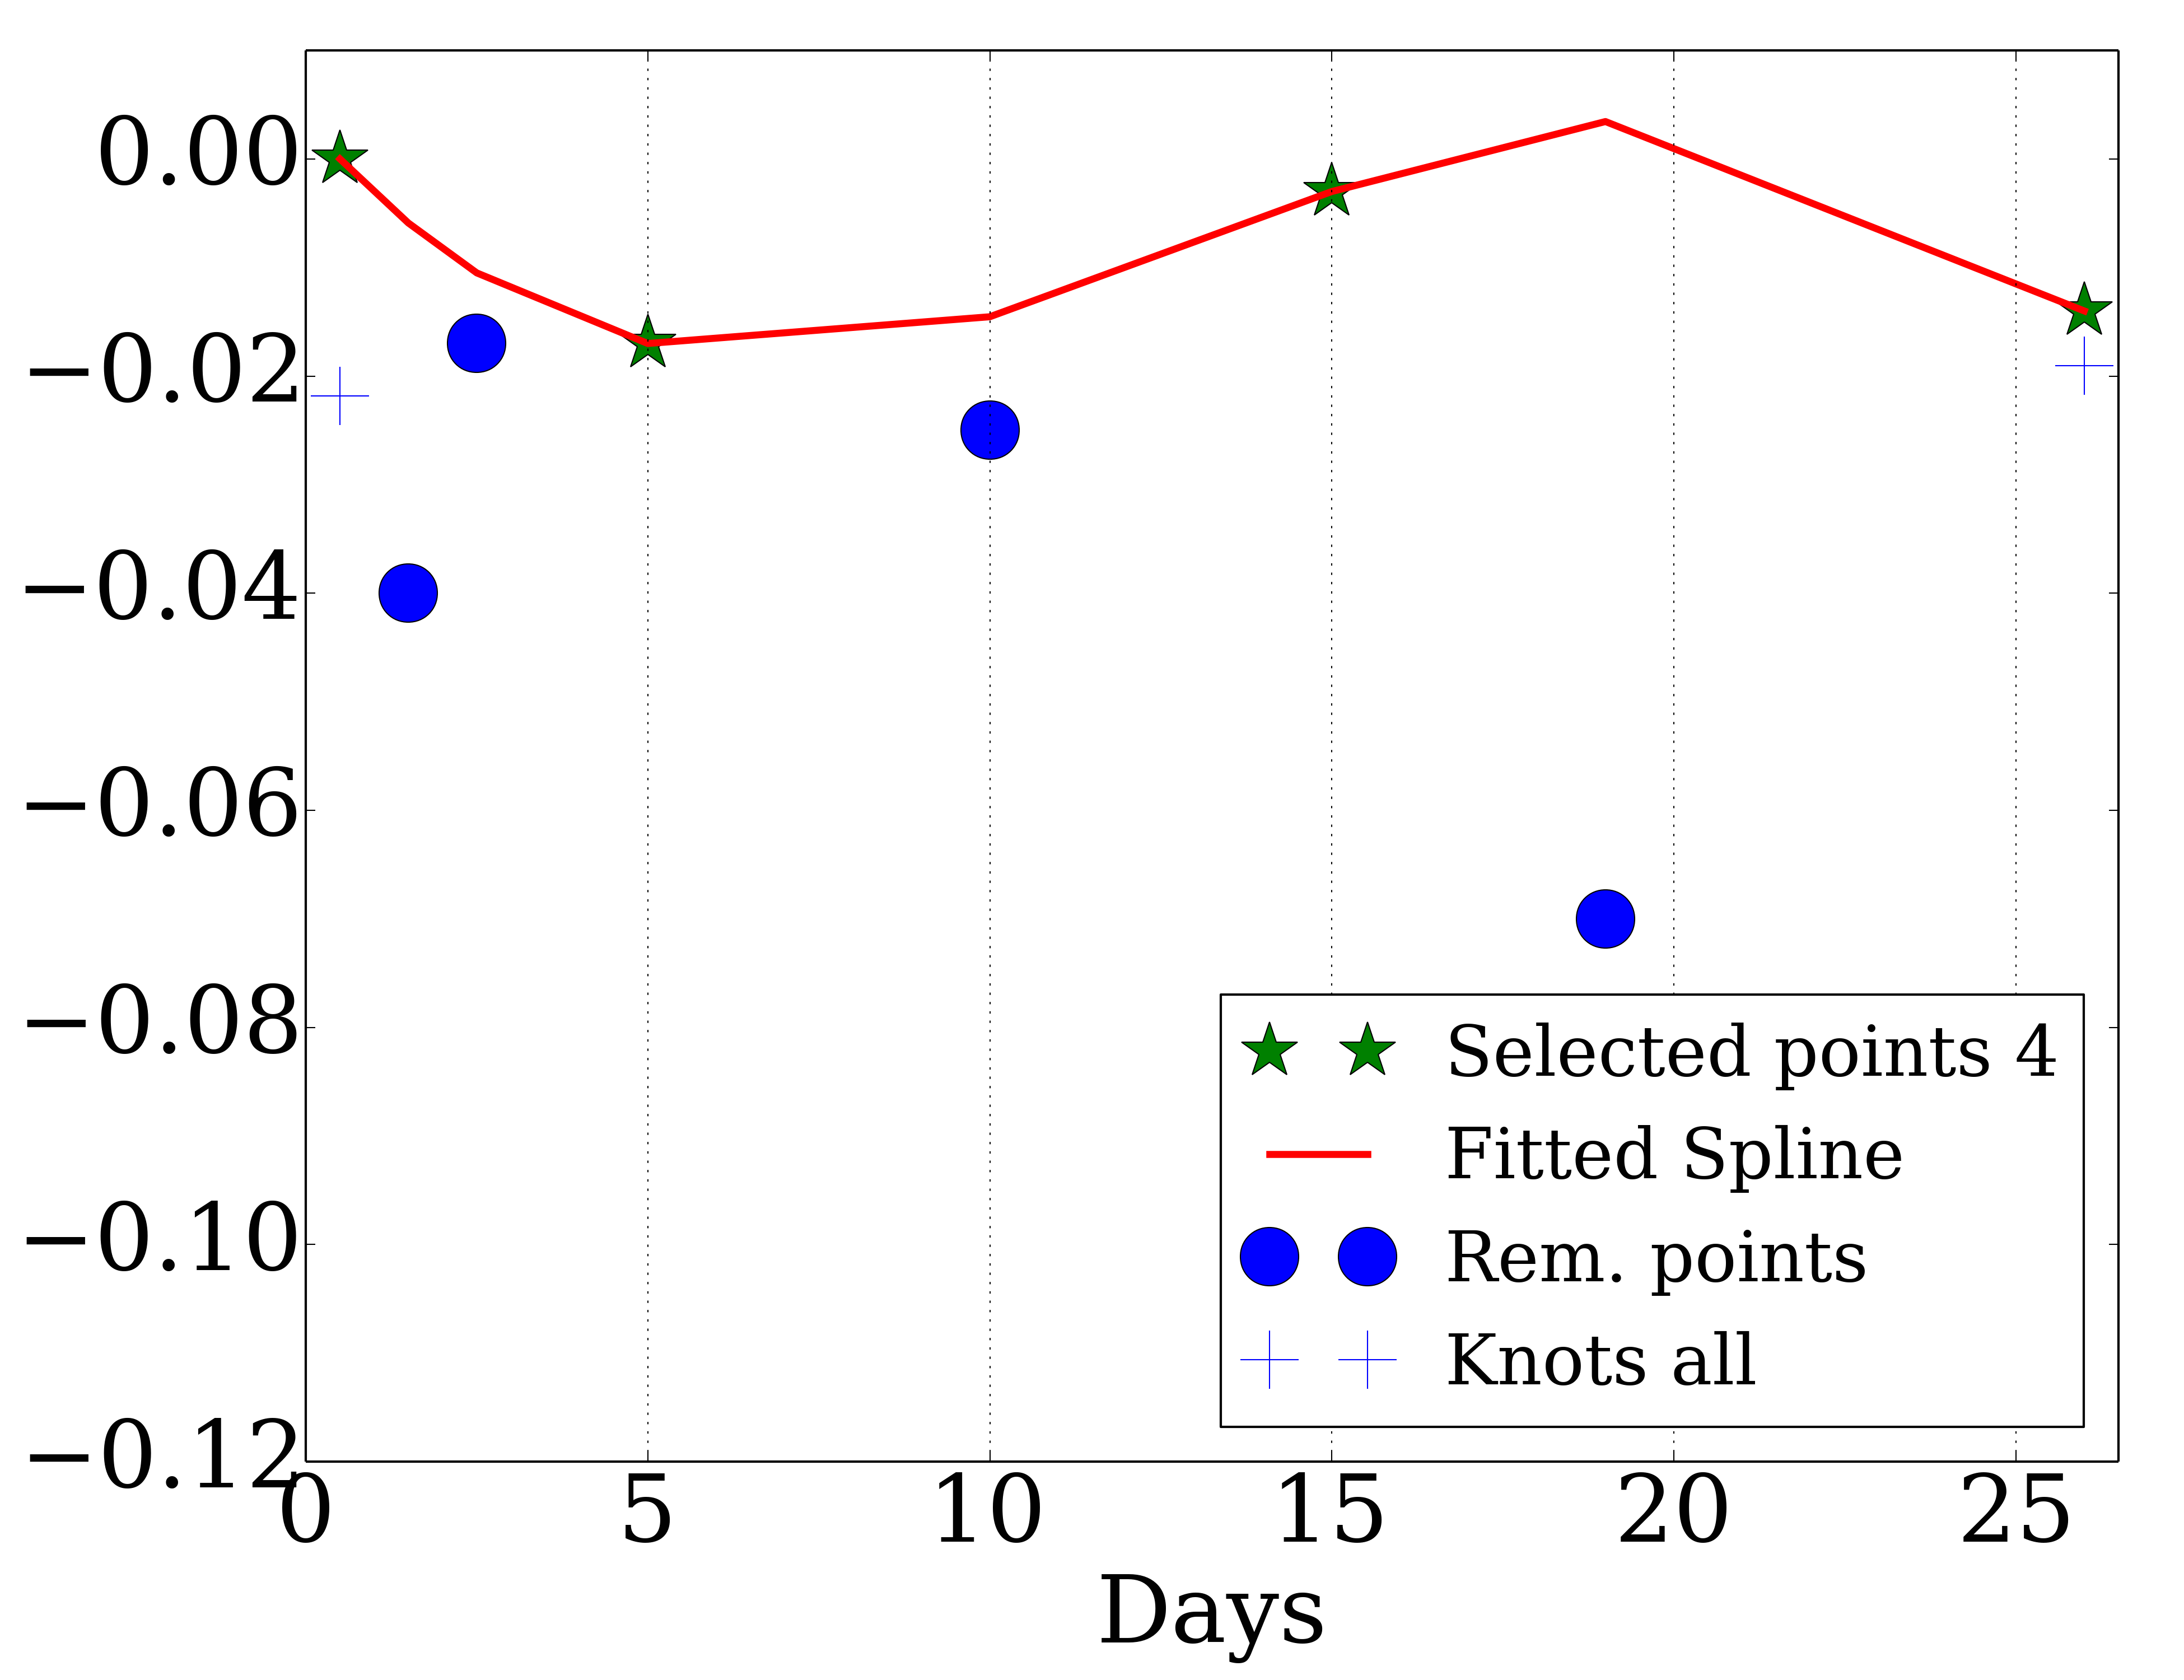 0.00
−0.02
−0.04
−0.06
−0.08
−0.10
−0.12
Selected points 4
Fitted Spline
Rem. points
Knots all
0 5 10 15 20 25
Days